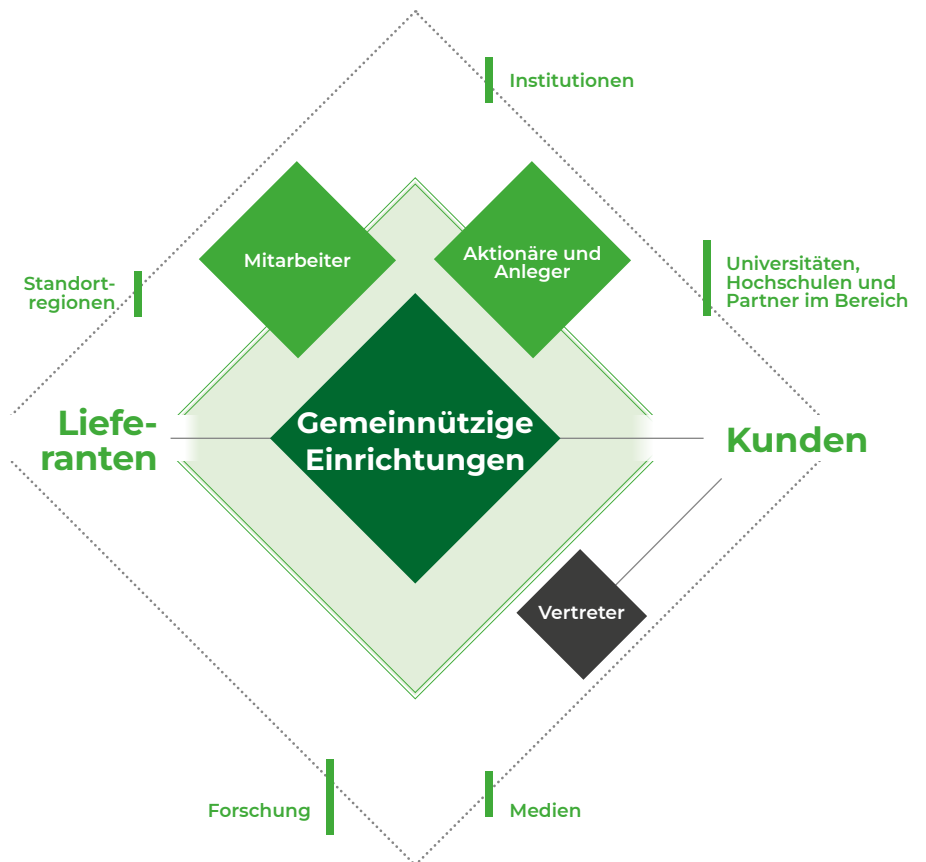 Institutionen
Mitarbeiter
Aktionäre und
Anleger
Standort-
regionen
Universitäten,
Hochschulen und
Partner im Bereich
Liefe-
ranten
Gemeinnützige
Einrichtungen
Kunden
Vertreter
Forschung
Medien